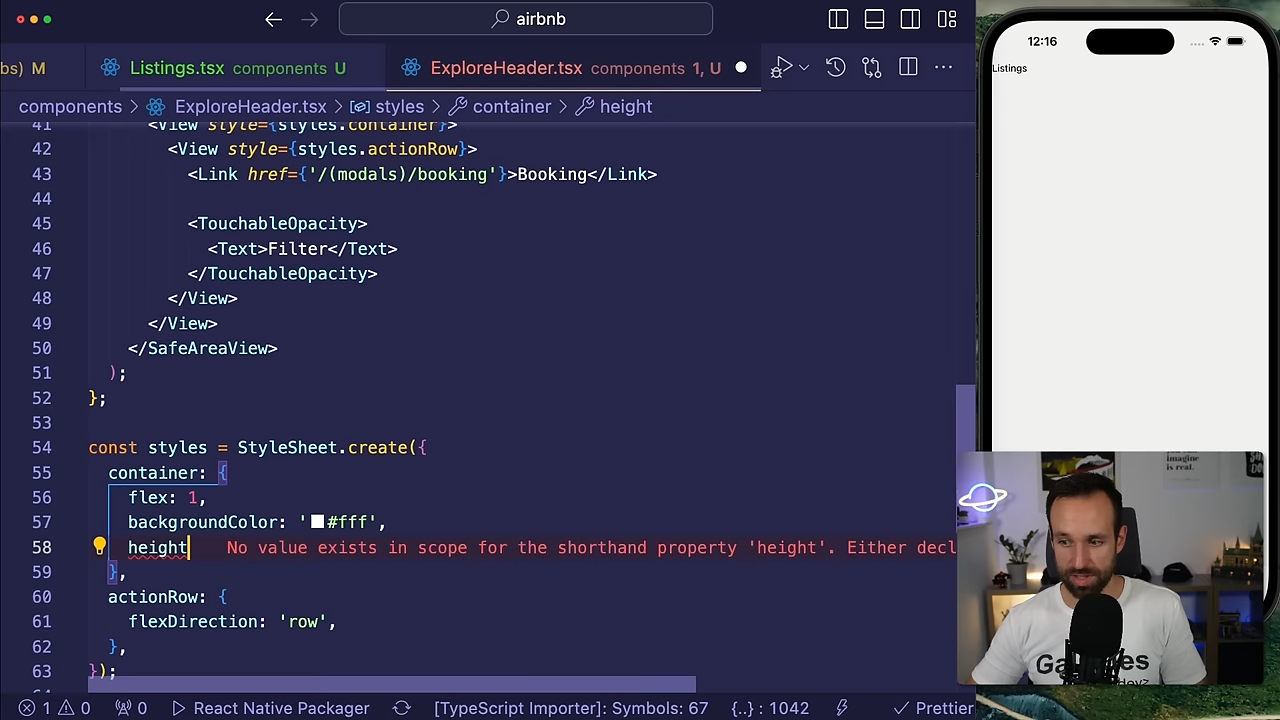 airbnb
bs) M
Listings.tsx components U
ExploreHeader.tsx components 1, U
components > ExploreHeader.tsx > styles > container > height
41 <View style={styles.container}>
42 <View style={styles.actionRow}>
43 <Link href={'/(modals)/booking'}>Booking</Link>
44
45 <TouchableOpacity>
46 <Text>Filter</Text>
47 </TouchableOpacity>
48 </View>
49 </View>
50 </SafeAreaView>
51 );
52 };
53
54 const styles = StyleSheet.create({
55 container: {
56 flex: 1,
57 backgroundColor: '#fff',
58 height No value exists in scope for the shorthand property 'height'. Either decl
59 },
60 actionRow: {
61 flexDirection: 'row',
62 },
63 });
1 0 0 React Native Packager [TypeScript Importer]: Symbols: 67 {..} : 1042 Prettier
12:16
Listings
imagine
is real.